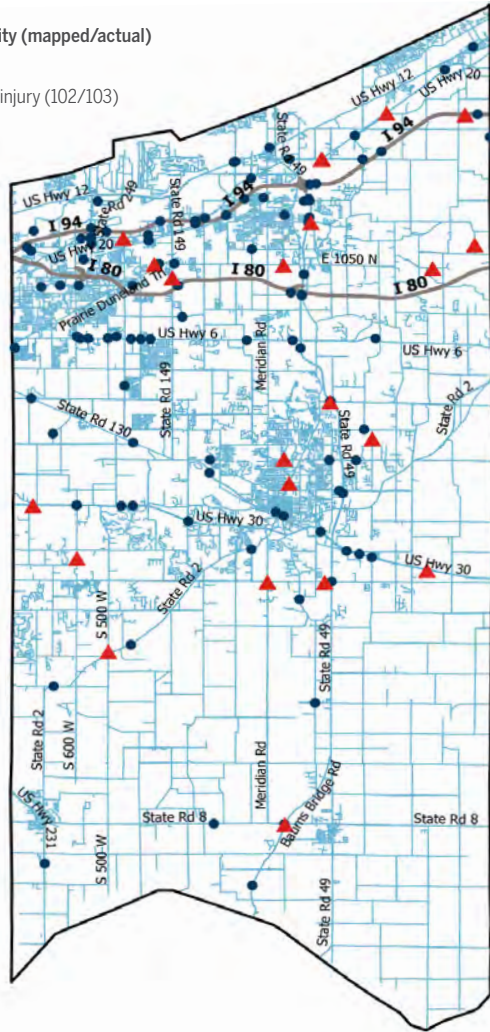 ity (mapped/actual)
injury (102/103)
US Hwy 20
US Hwy 12
I 94
State Rd 49
US Hwy 12
State Rd 249
State Rd 149
I 94
I 94
US Hwy 20
E 1050 N
I 80
I 80
I 80
Prairie Duneland Trl
US Hwy 6
Meridian Rd
US Hwy 6
State Rd 149
State Rd 2
State Rd 130
State Rd 49
US Hwy 30
US Hwy 30
State Rd 2
S 500 W
State Rd 49
State Rd 2
S 600 W
Meridian Rd
Baums Bridge Rd
US Hwy 231
State Rd 8
State Rd 8
S 500 W
State Rd 49